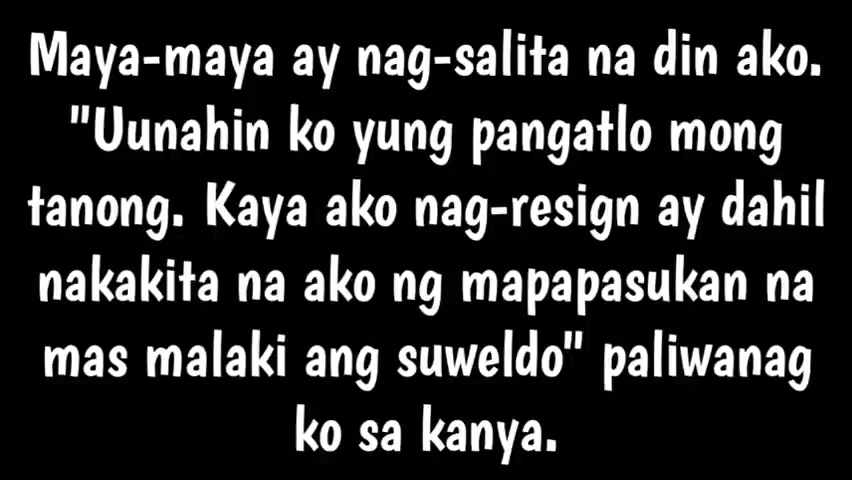 Maya-maya ay nag-salita na din ako.
"Uunahin ko yung pangatlo mong
tanong. Kaya ako nag-resign ay dahil
nakakita na ako ng mapapasukan na
mas malaki ang suweldo" paliwanag
ko sa kanya.